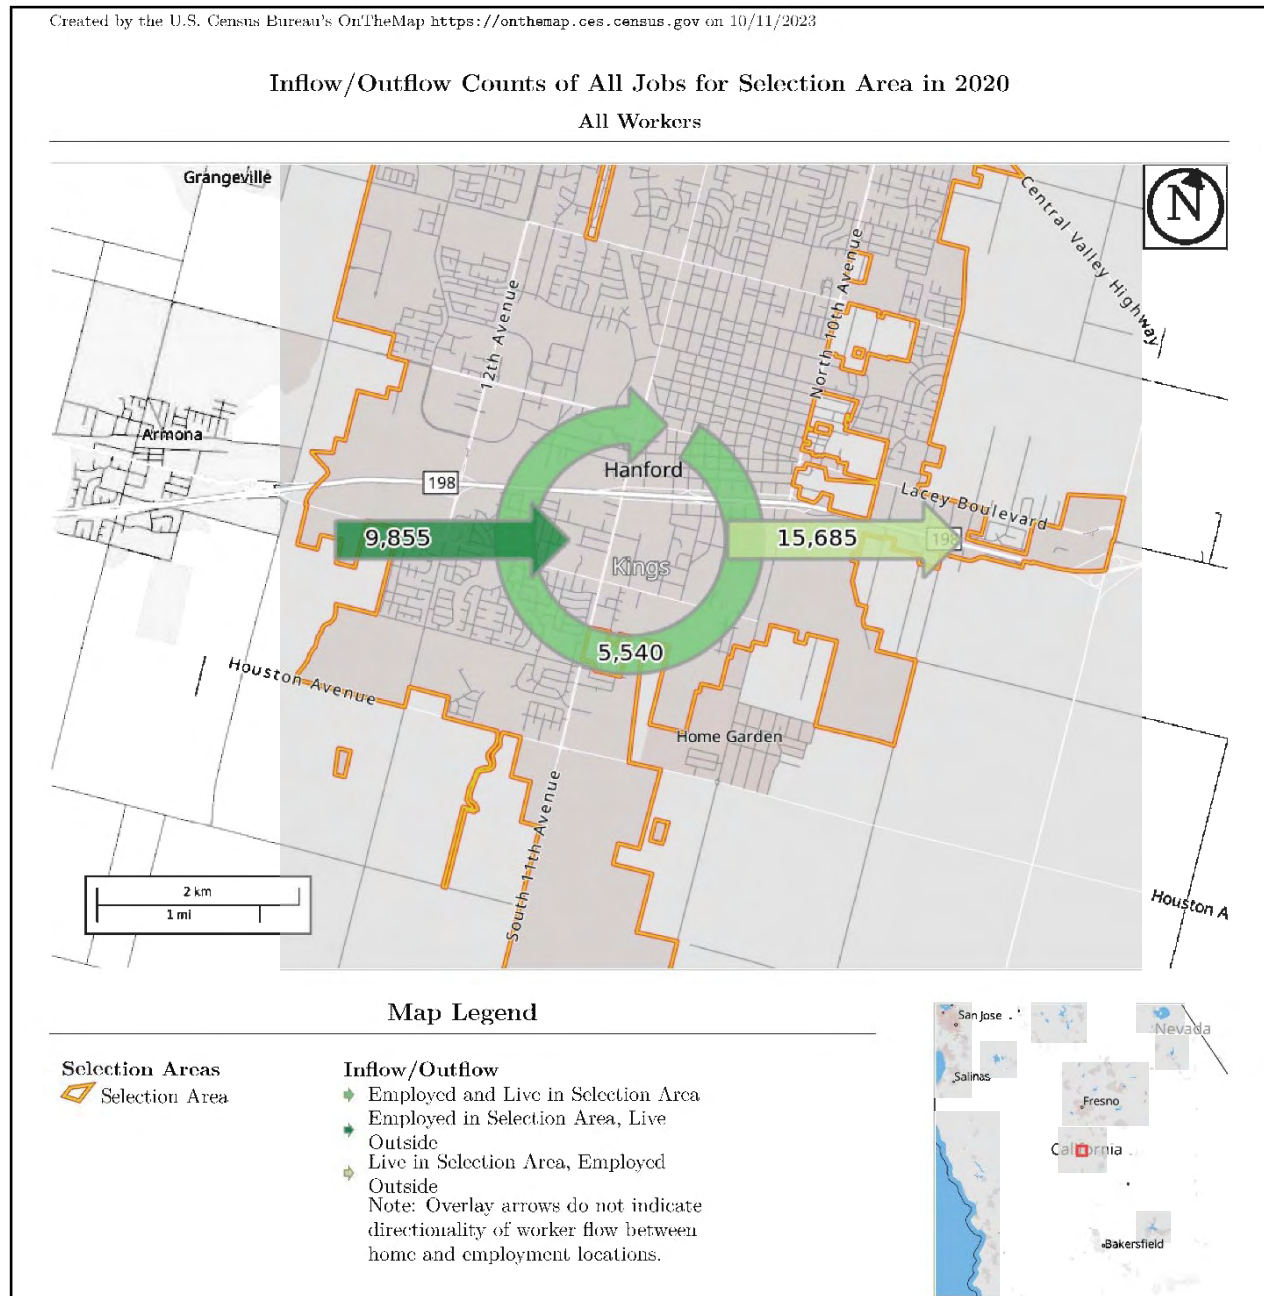 Created by the U.S. Census Bureau's OnTheMap https://onthemap.ces.census.gov on 10/11/2023
Inflow/Outflow Counts of All Jobs for Selection Area in 2020
All Workers
Grangeville
N
Central Valley Highway
North 10th Avenue
12th Avenue
Armona
Hanford
198
Lacey Boulevard
9,855
15,685
198
Kings
5,540
Houston Avenue
Home Garden
South 11th Avenue
2 km
1 mi
Houston A
Map Legend
Selection Areas
Selection Area
Inflow/Outflow
Employed and Live in Selection Area
Employed in Selection Area, Live
Outside
Live in Selection Area, Employed
Outside
Note: Overlay arrows do not indicate
directionality of worker flow between
home and employment locations.
San Jose
Nevada
Salinas
Fresno
California
Bakersfield